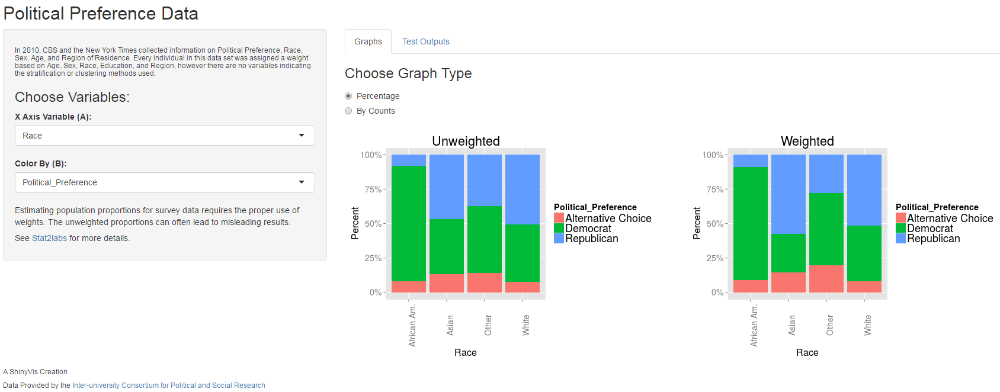 Political Preference Data
In 2010, CBS and the New York Times collected information on Political Preference, Race,
Sex, Age, and Region of Residence. Every individual in this data set was assigned a weight
based on Age, Sex, Race, Education, and Region, however there are no variables indicating
the stratification or clustering methods used.
Choose Variables:
X Axis Variable (A):
Race
Color By (B):
Political_Preference
Estimating population proportions for survey data requires the proper use of
weights. The unweighted proportions can often lead to misleading results.
See Stat2labs for more details.
Graphs
Test Outputs
Choose Graph Type
Percentage
By Counts
Unweighted
100%
75%
50%
25%
0%
Percent
African Am.
Asian
Other
White
Race
Political_Preference
Alternative Choice
Democrat
Republican
Weighted
100%
75%
50%
25%
0%
Percent
African Am.
Asian
Other
White
Race
Political_Preference
Alternative Choice
Democrat
Republican
A ShinyVis Creation
Data Provided by the Inter-university Consortium for Political and Social Research